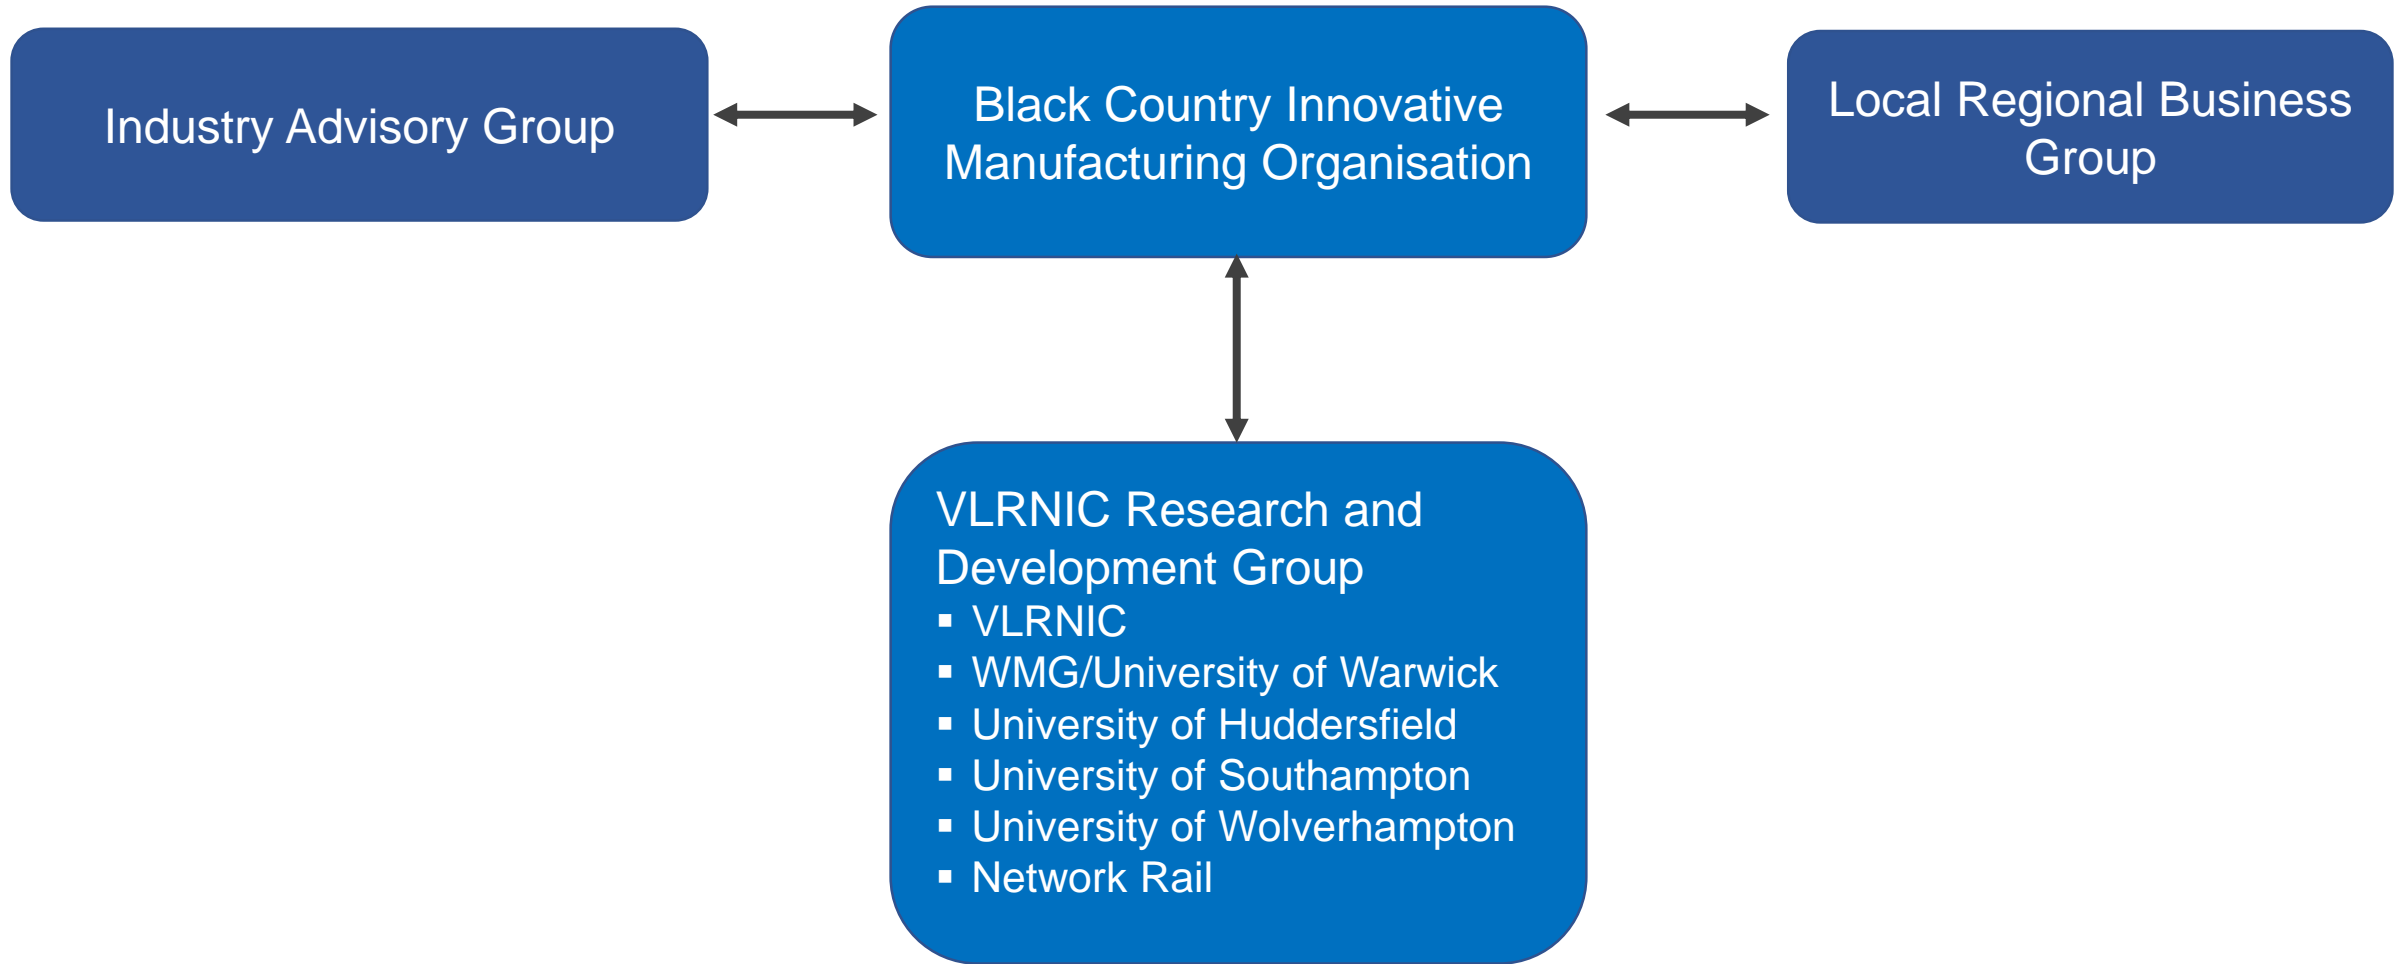 Industry Advisory Group
Black Country Innovative
Manufacturing Organisation
Local Regional Business
Group
VLRNIC Research and
Development Group
▪ VLRNIC
▪ WMG/University of Warwick
▪ University of Huddersfield
▪ University of Southampton
▪ University of Wolverhampton
▪ Network Rail